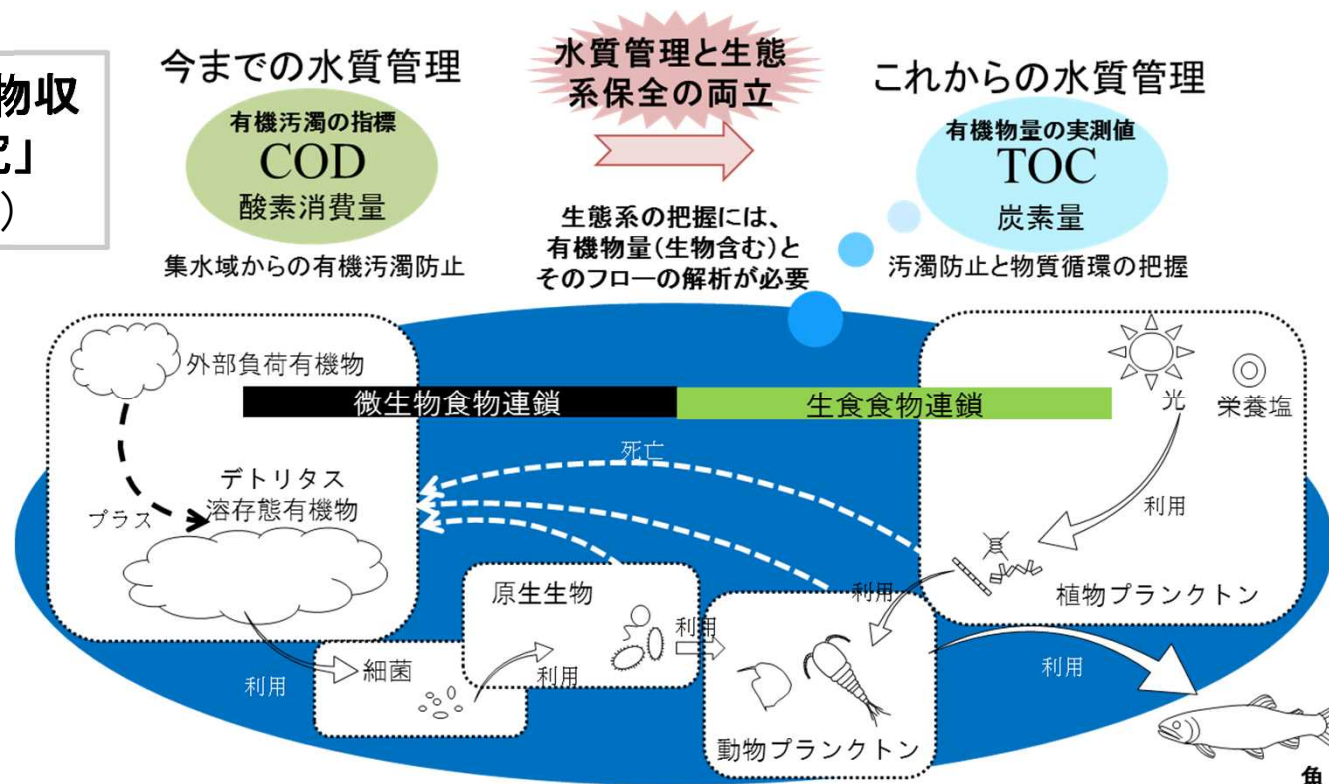 物収
究」
)
今までの水質管理
有機汚濁の指標
COD
酸素消費量
集水域からの有機汚濁防止
水質管理と生態
系保全の両立
生態系の把握には、
有機物量(生物含む)と
そのフローの解析が必要
これからの水質管理
有機物量の実測値
TOC
炭素量
汚濁防止と物質循環の把握
外部負荷有機物
微生物食物連鎖
生食食物連鎖
光
栄養塩
死亡
デトリタス
溶存態有機物
プラス
利用
植物プランクトン
原生生物
利用
利用
細菌
利用
利用
利用
動物プランクトン
魚